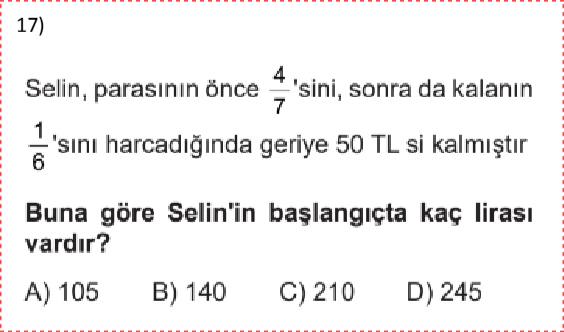 17)
Selin, parasının önce 4/7'sini, sonra da kalanın
1/6'sını harcadığında geriye 50 TL si kalmıştır
Buna göre Selin'in başlangıçta kaç lirası
vardır?
A) 105 B) 140 C) 210 D) 245